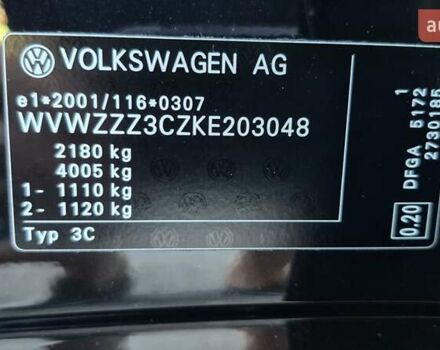 VOLKSWAGEN AG
e1*2001/116*0307
WVWZZZ3CZKE203048
2180 kg
4005 kg
1- 1110 kg
2- 1120 kg
Typ 3C
0.20
DFGA 5172
2730185